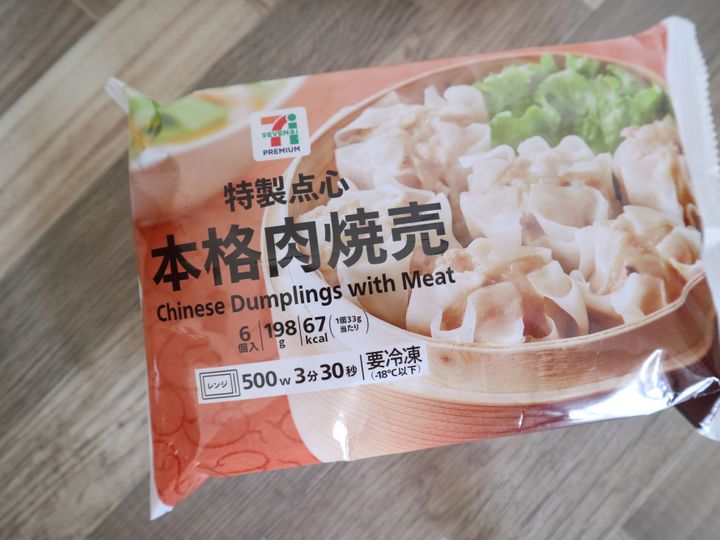 SEVEN&i
PREMIUM
特製点心
本格肉焼売
Chinese Dumplings with Meat
6個入 198g 67kcal (1個33g当たり)
レンジ 500W 3分30秒 要冷凍(-18℃以下)